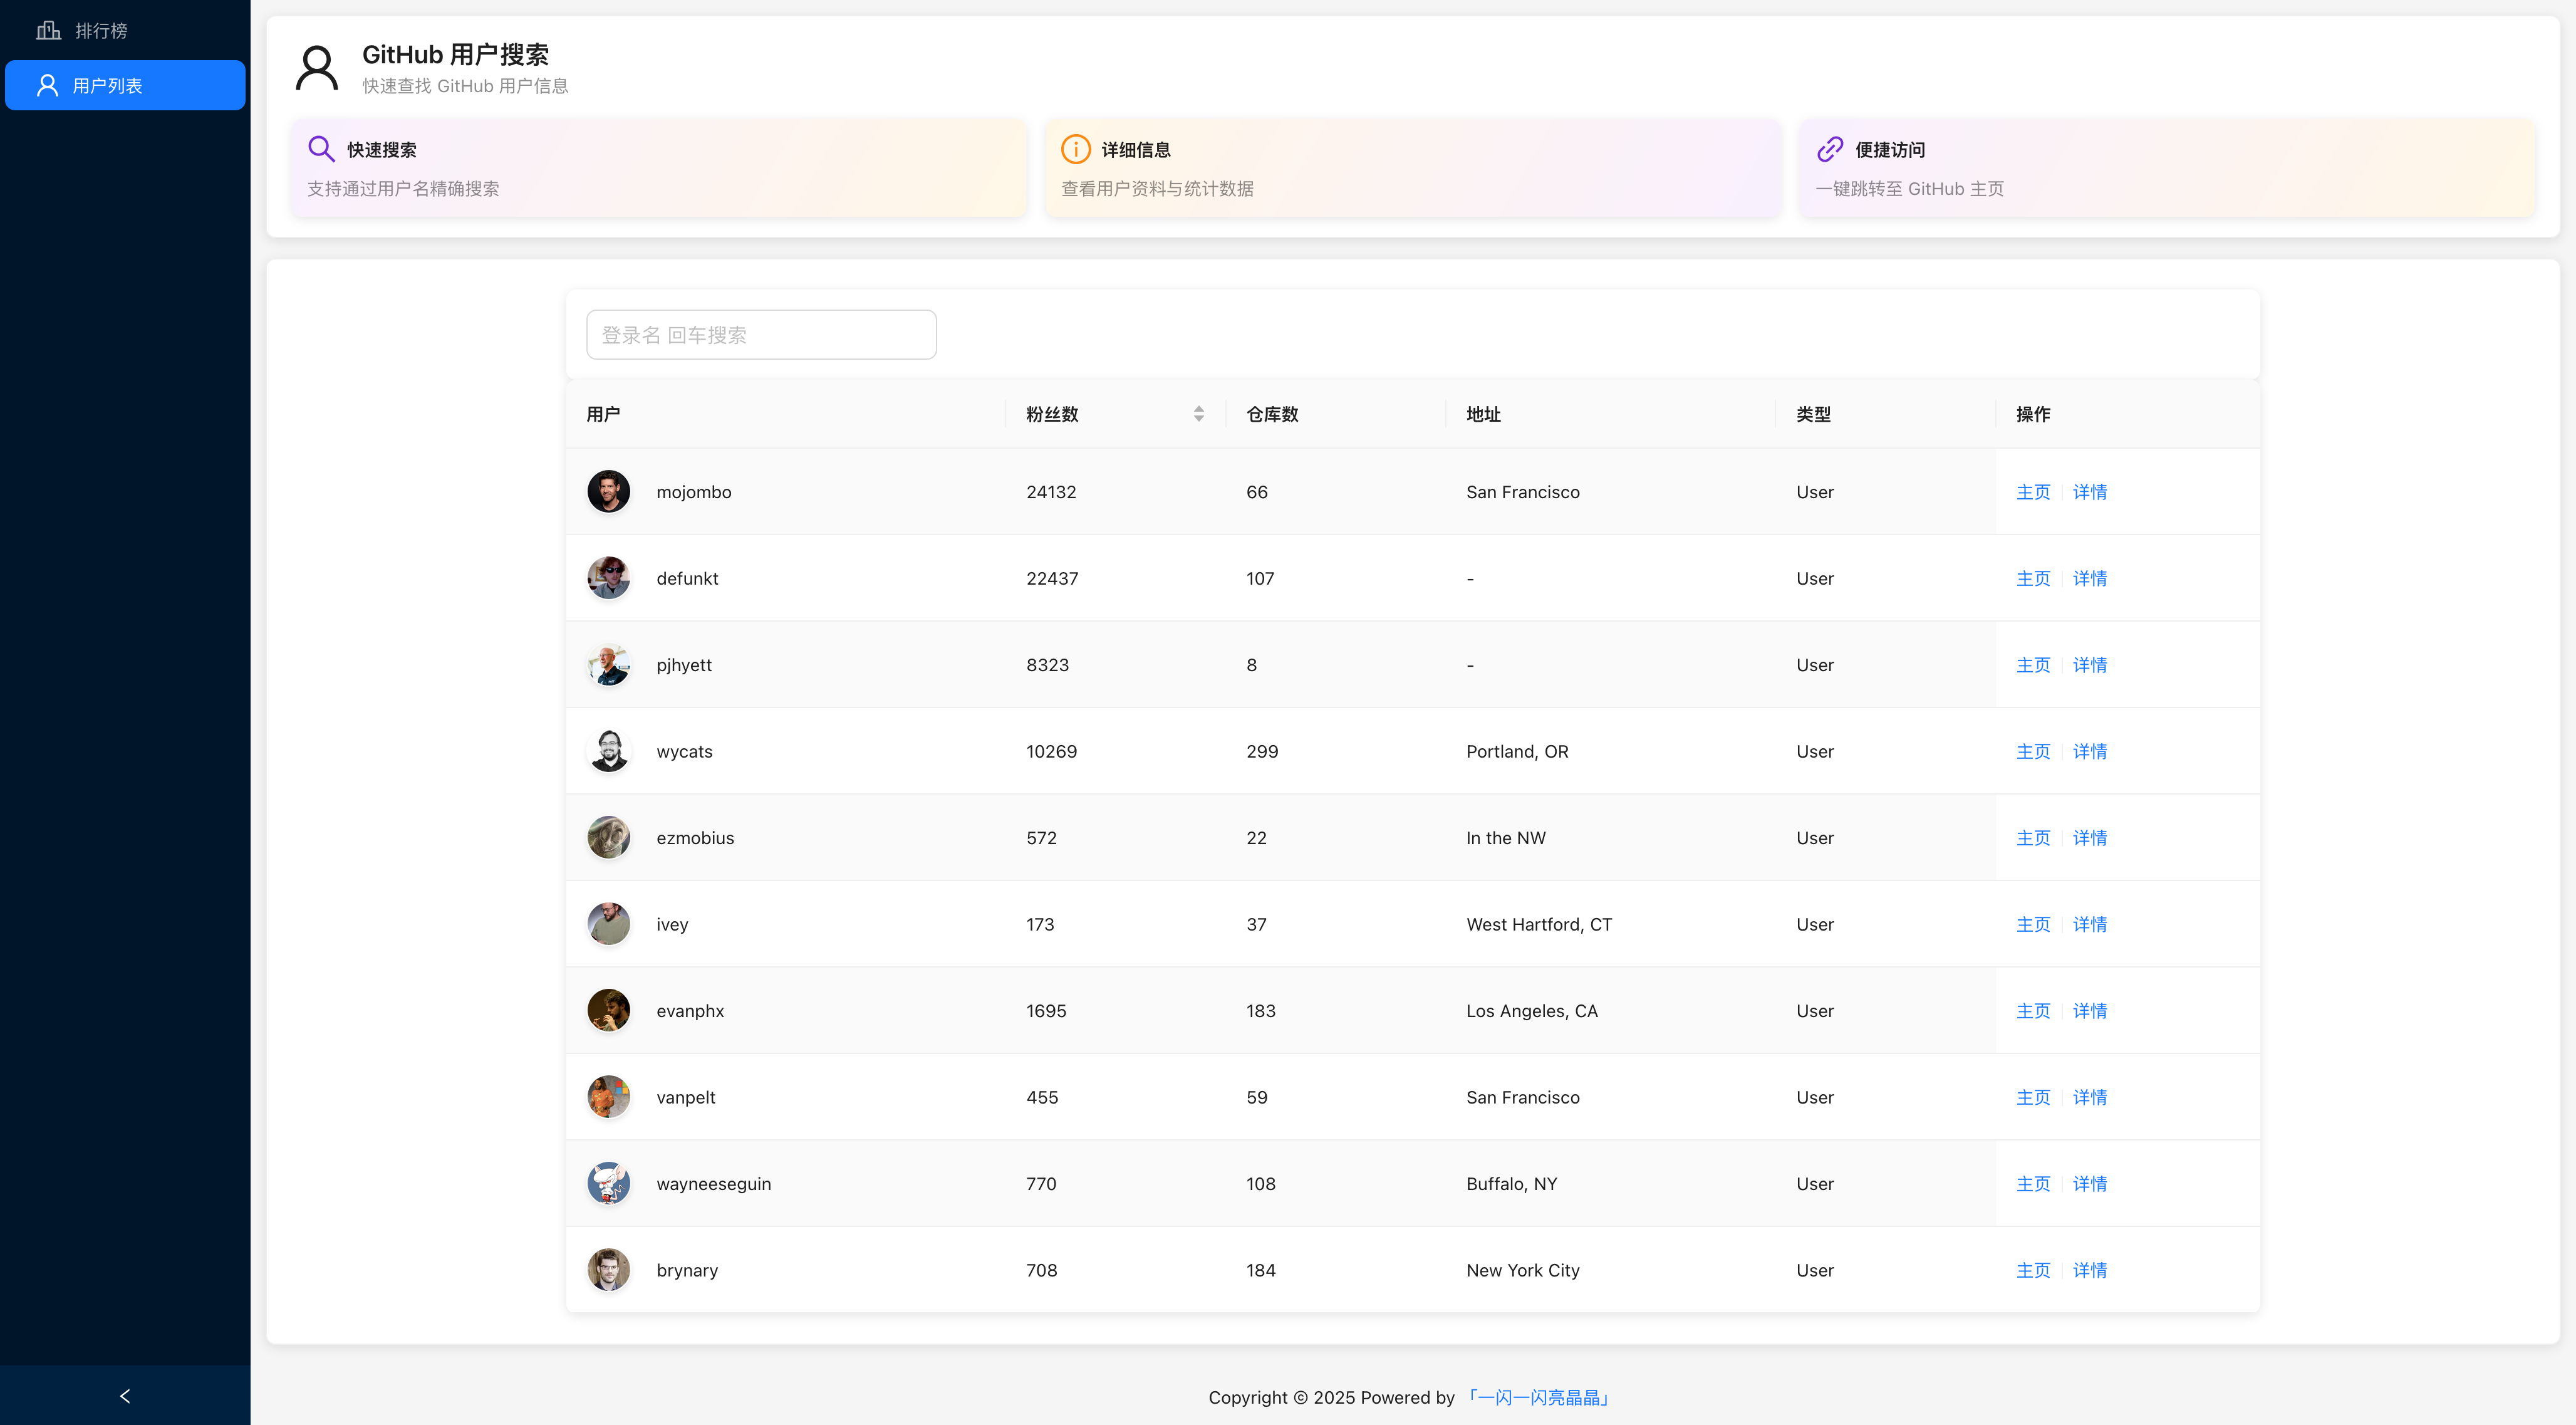 排行榜
用户列表
GitHub 用户搜索
快速查找 GitHub 用户信息
快速搜索
支持通过用户名精确搜索
详细信息
查看用户资料与统计数据
便捷访问
一键跳转至 GitHub 主页
登录名 回车搜索
用户 粉丝数 仓库数 地址 类型 操作
mojombo 24132 66 San Francisco User 主页 详情
defunkt 22437 107 - User 主页 详情
pjhyett 8323 8 - User 主页 详情
wycats 10269 299 Portland, OR User 主页 详情
ezmobius 572 22 In the NW User 主页 详情
ivey 173 37 West Hartford, CT User 主页 详情
evanphx 1695 183 Los Angeles, CA User 主页 详情
vanpelt 455 59 San Francisco User 主页 详情
wayneeseguin 770 108 Buffalo, NY User 主页 详情
brynary 708 184 New York City User 主页 详情
Copyright © 2025 Powered by 「一闪一闪亮晶晶」